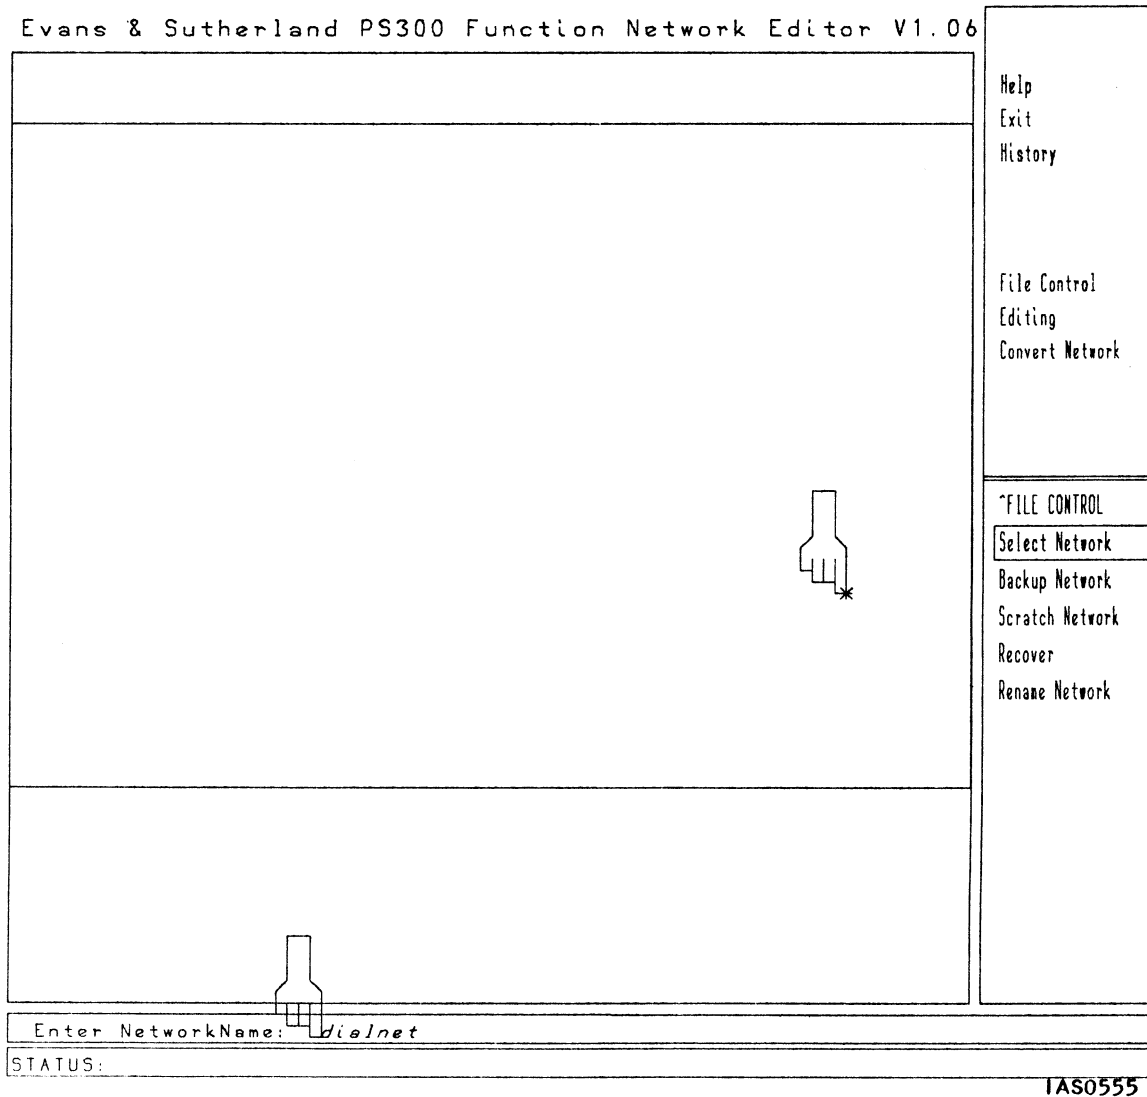 Evans & Sutherland PS300 Function Network Editor V1.06
Help
Exit
History
File Control
Editing
Convert Network
^FILE CONTROL
Select Network
Backup Network
Scratch Network
Recover
Rename Network
Enter NetworkName: dialnet
STATUS:
IAS0555